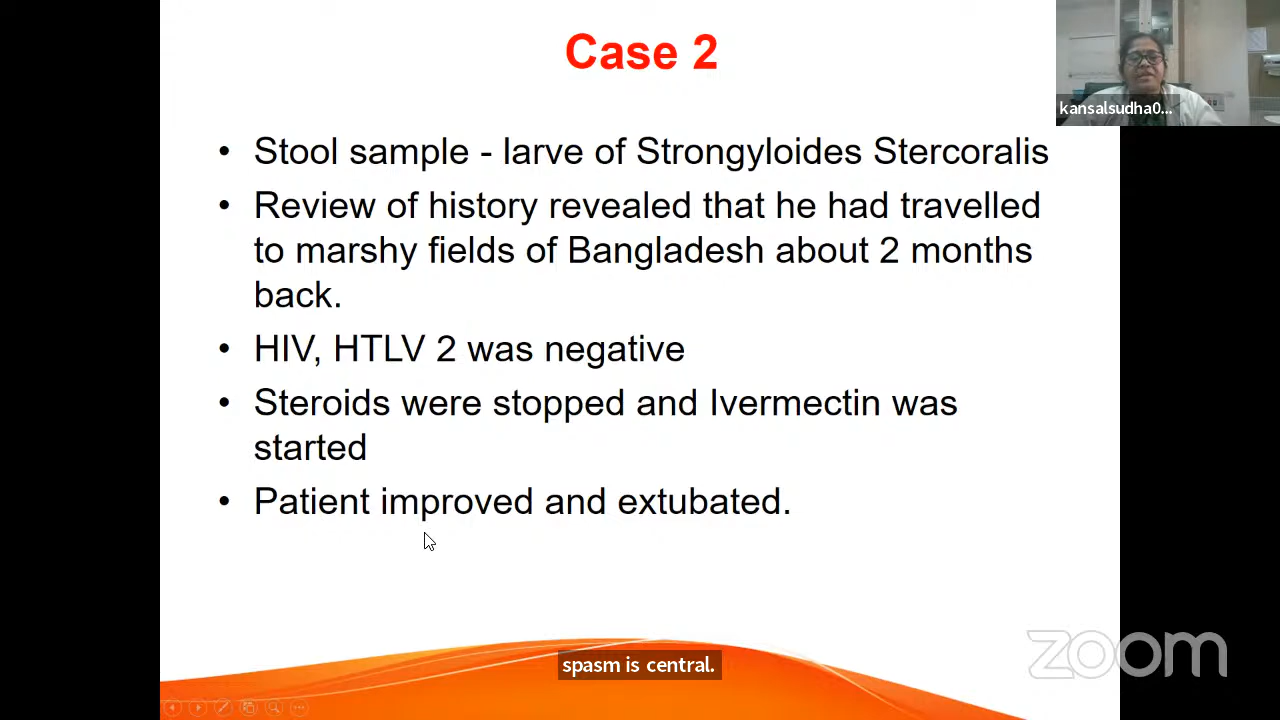 Case 2
kansalsudha0...
• Stool sample - larve of Strongyloides Stercoralis
• Review of history revealed that he had travelled
to marshy fields of Bangladesh about 2 months
back.
• HIV, HTLV 2 was negative
• Steroids were stopped and Ivermectin was
started
• Patient improved and extubated.
zoom
spasm is central.